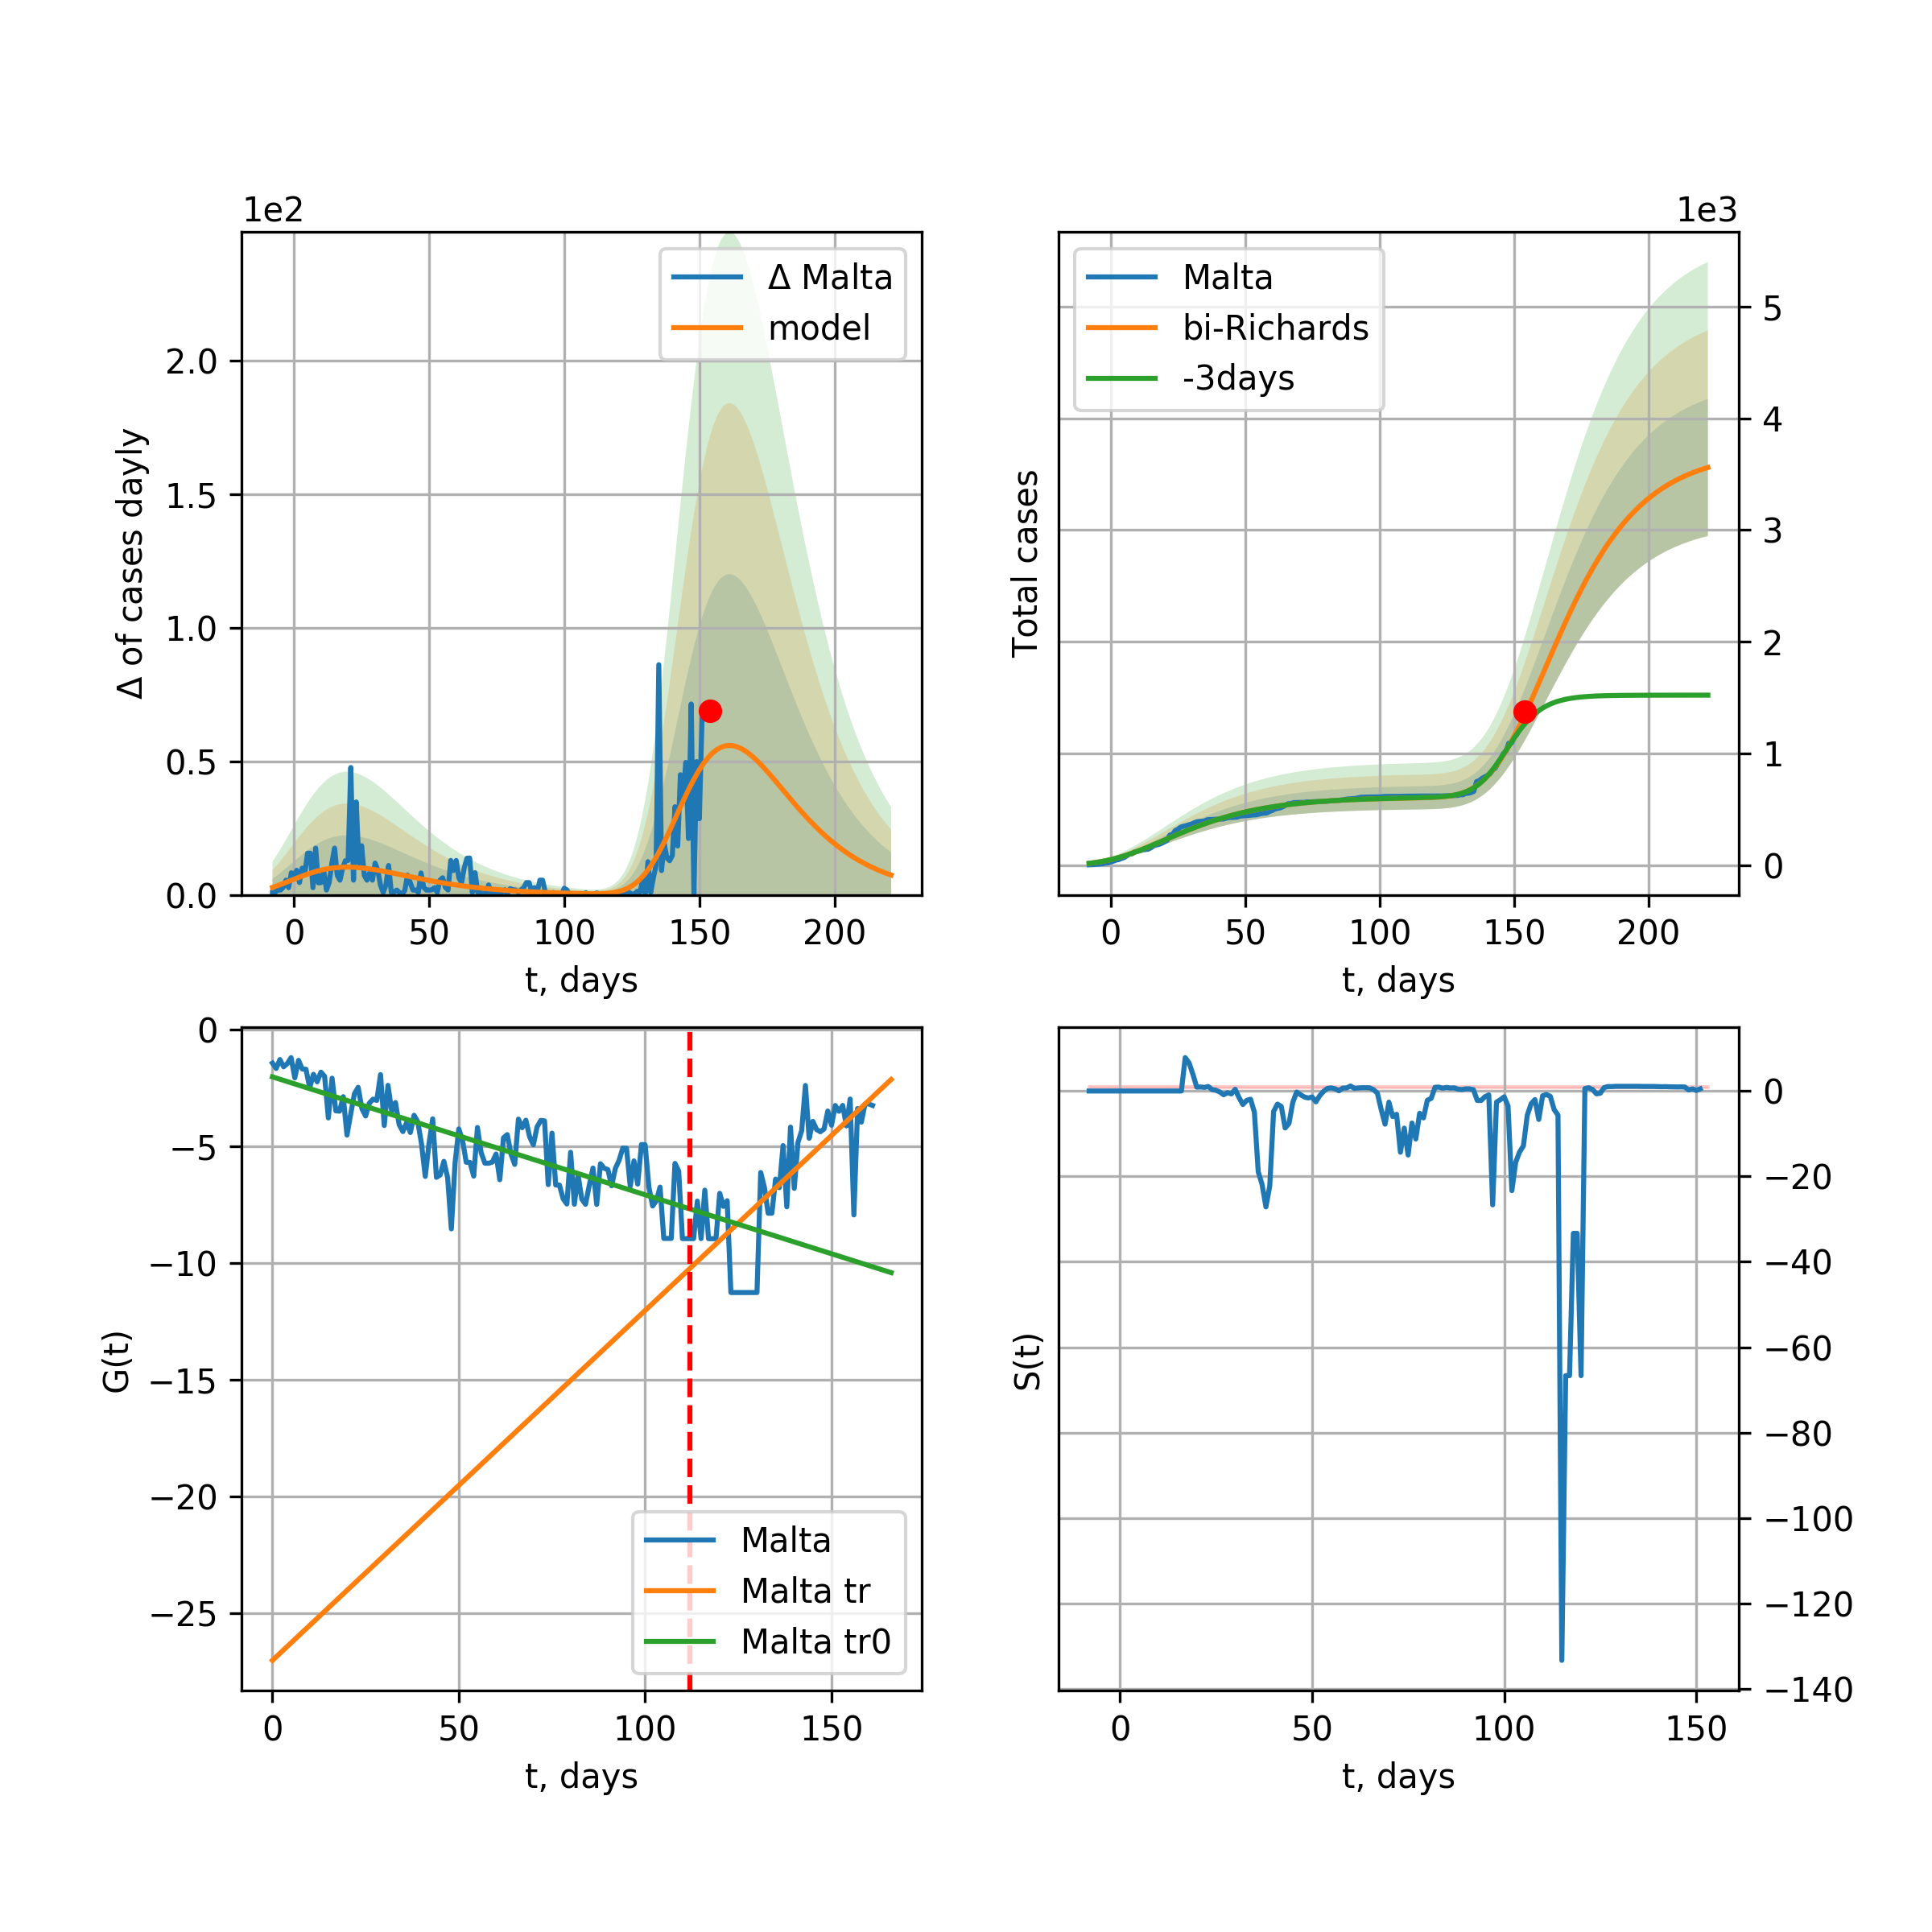 1e2
Δ Malta
model
Δ of cases dayly
2.0
1.5
1.0
0.5
0.0
0 50 100 150 200
t, days
1e3
Malta
bi-Richards
-3days
Total cases
5
4
3
2
1
0
0 50 100 150 200
t, days
G(t)
0
−5
−10
−15
−20
−25
Malta
Malta tr
Malta tr0
0 50 100 150
t, days
S(t)
0
−20
−40
−60
−80
−100
−120
−140
0 50 100 150
t, days